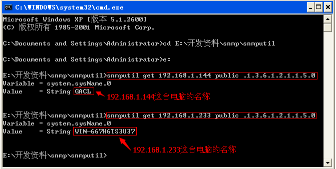 C:\WINDOWS\system32\cmd.exe
Microsoft Windows XP [版本 5.1.2600]
(C) 版权所有 1985-2001 Microsoft Corp.
C:\Documents and Settings\Administrator>cd E:\开发资料\snmp\snmputil
C:\Documents and Settings\Administrator>e:
E:\开发资料\snmp\snmputil>snmputil get 192.168.1.144 public .1.3.6.1.2.1.1.5.0
Variable = system.sysName.0
Value    = String GACL
192.168.1.144这台电脑的名称
E:\开发资料\snmp\snmputil>snmputil get 192.168.1.233 public .1.3.6.1.2.1.1.5.0
Variable = system.sysName.0
Value    = String WIN-667H6TS3U37
192.168.1.233这台电脑的名称
E:\开发资料\snmp\snmputil>